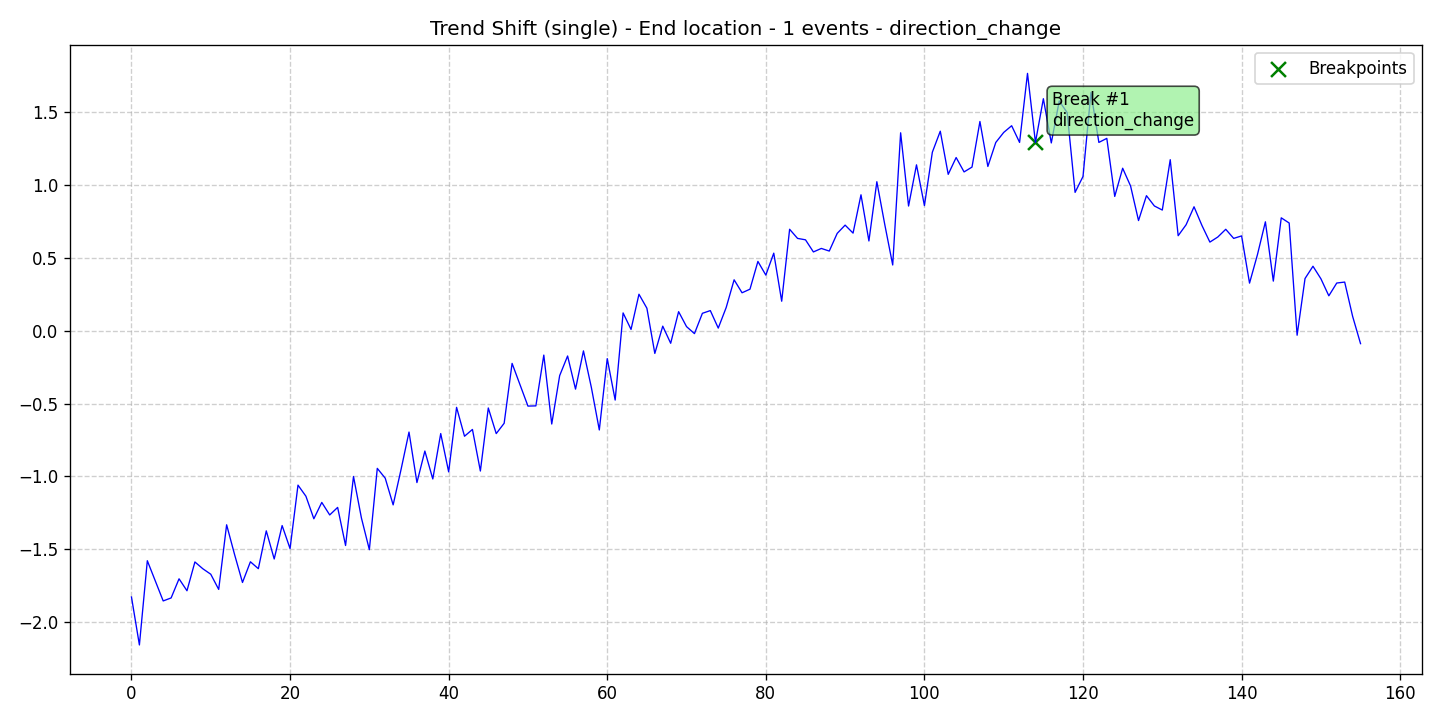 Trend Shift (single) - End location - 1 events - direction_change
Breakpoints
Break #1
direction_change
1.5
1.0
0.5
0.0
−0.5
−1.0
−1.5
−2.0
0 20 40 60 80 100 120 140 160